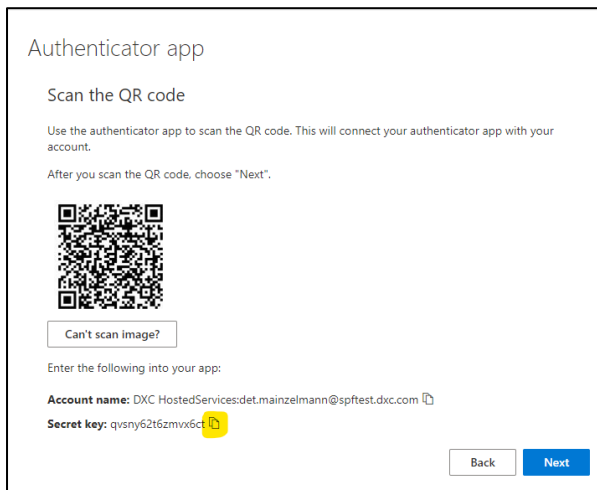 Authenticator app
Scan the QR code
Use the authenticator app to scan the QR code. This will connect your authenticator app with your
account.
After you scan the QR code, choose "Next".
Can't scan image?
Enter the following into your app:
Account name: DXC HostedServices:det.mainzelmann@spftest.dxc.com
Secret key: qvsny62t6zmvx6ct
Back
Next